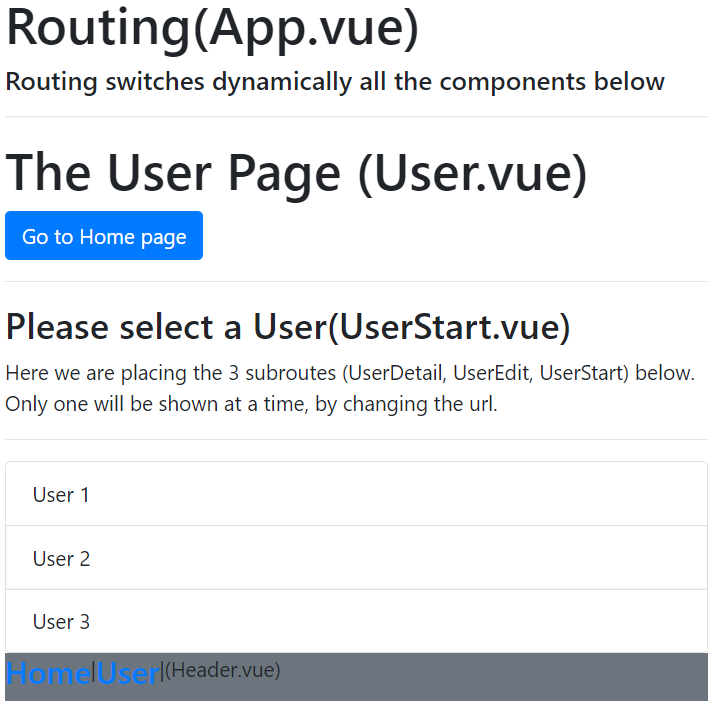 Routing(App.vue)
Routing switches dynamically all the components below
The User Page (User.vue)
Go to Home page
Please select a User(UserStart.vue)
Here we are placing the 3 subroutes (UserDetail, UserEdit, UserStart) below.
Only one will be shown at a time, by changing the url.
User 1
User 2
User 3
Home|User|(Header.vue)